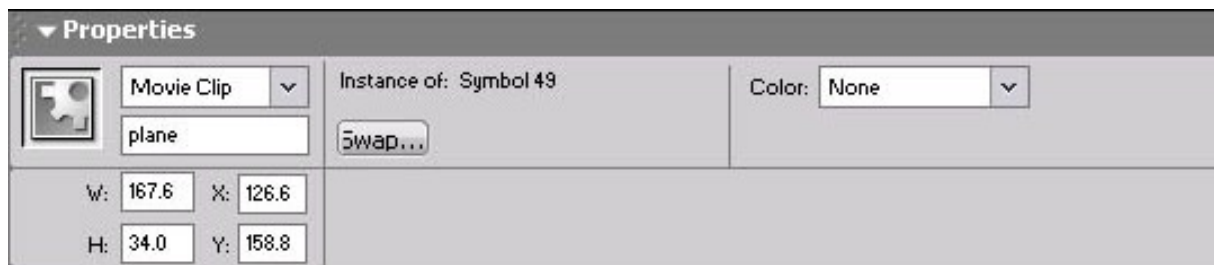 Properties
Movie Clip
Instance of: Symbol 49
Color: None
plane
Swap...
W: 167.6 X: 126.6
H: 34.0 Y: 158.8